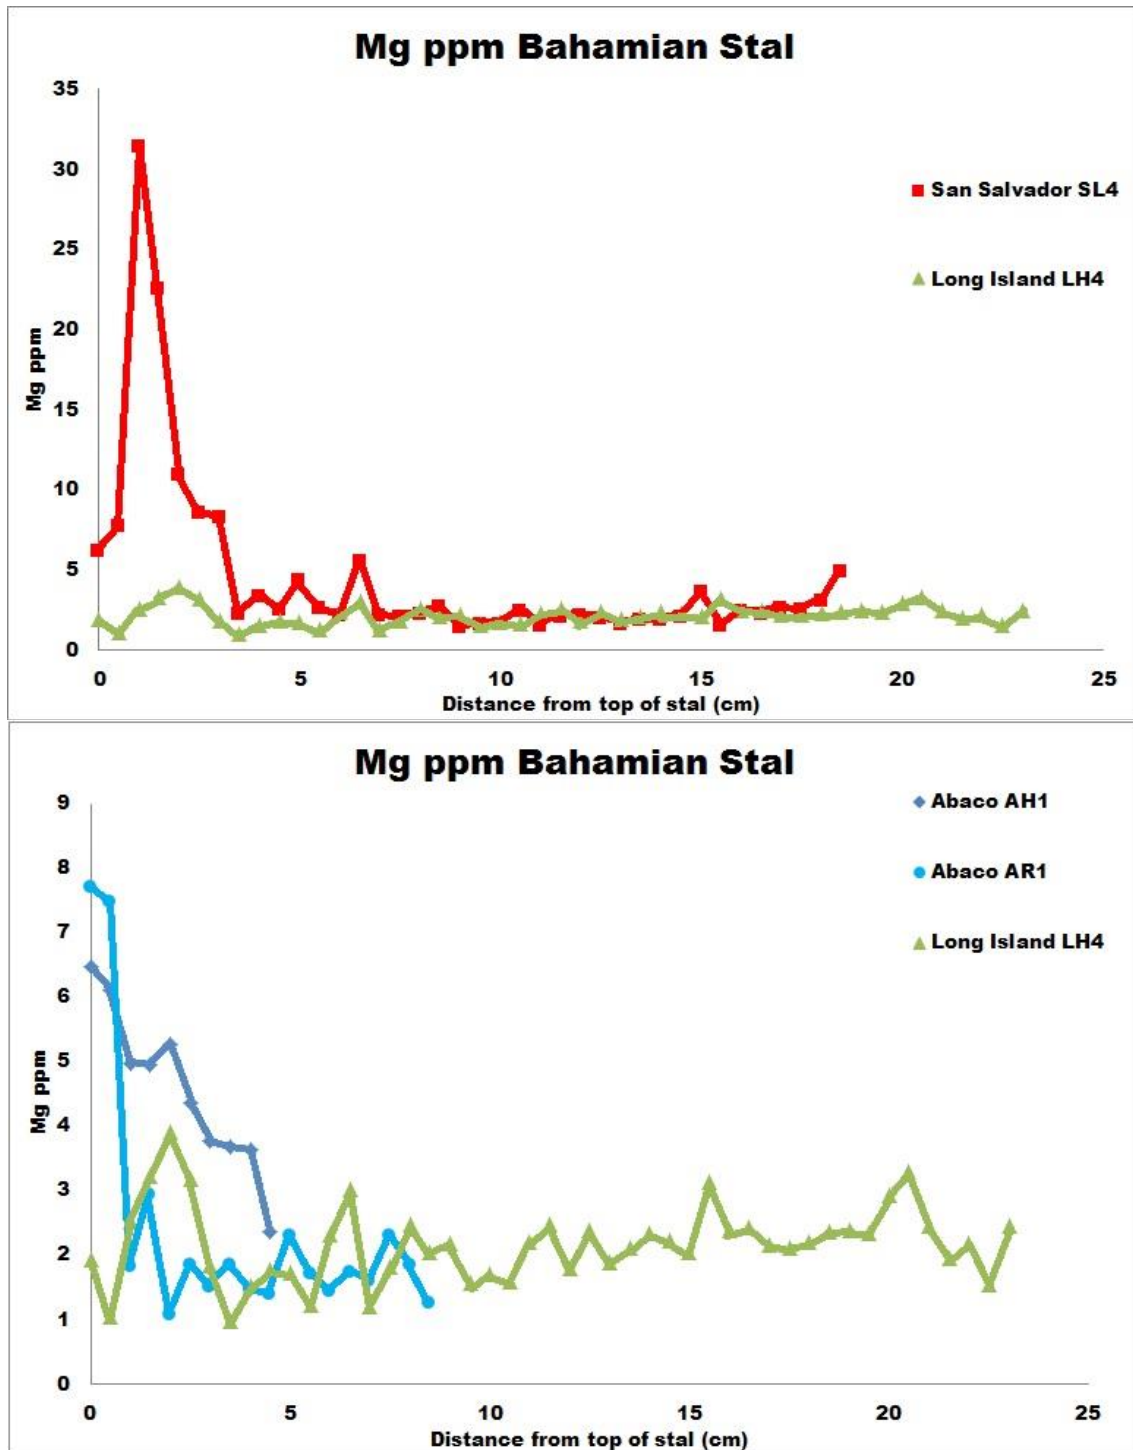 Mg ppm Bahamian Stal
35
30
25
20
15
10
5
0
Mg ppm
San Salvador SL4
Long Island LH4
0 5 10 15 20 25
Distance from top of stal (cm)
Mg ppm Bahamian Stal
9
8
7
6
5
4
3
2
1
0
Mg ppm
Abaco AH1
Abaco AR1
Long Island LH4
0 5 10 15 20 25
Distance from top of stal (cm)